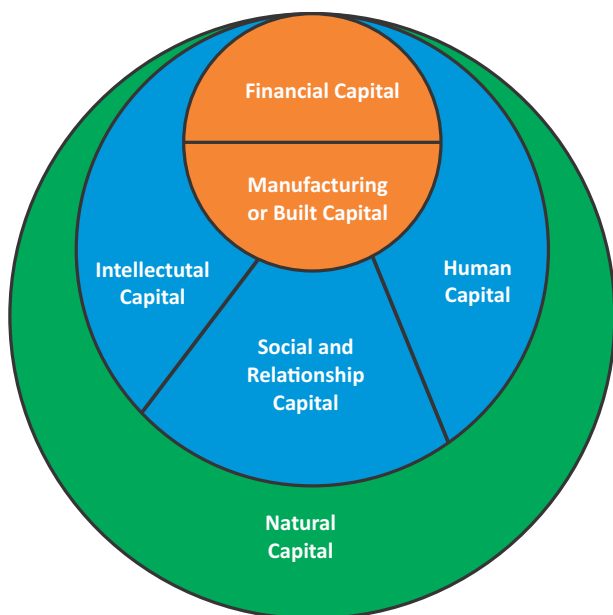 Financial Capital
Manufacturing
or Built Capital
Intellectutal
Capital
Human
Capital
Social and
Relationship
Capital
Natural
Capital